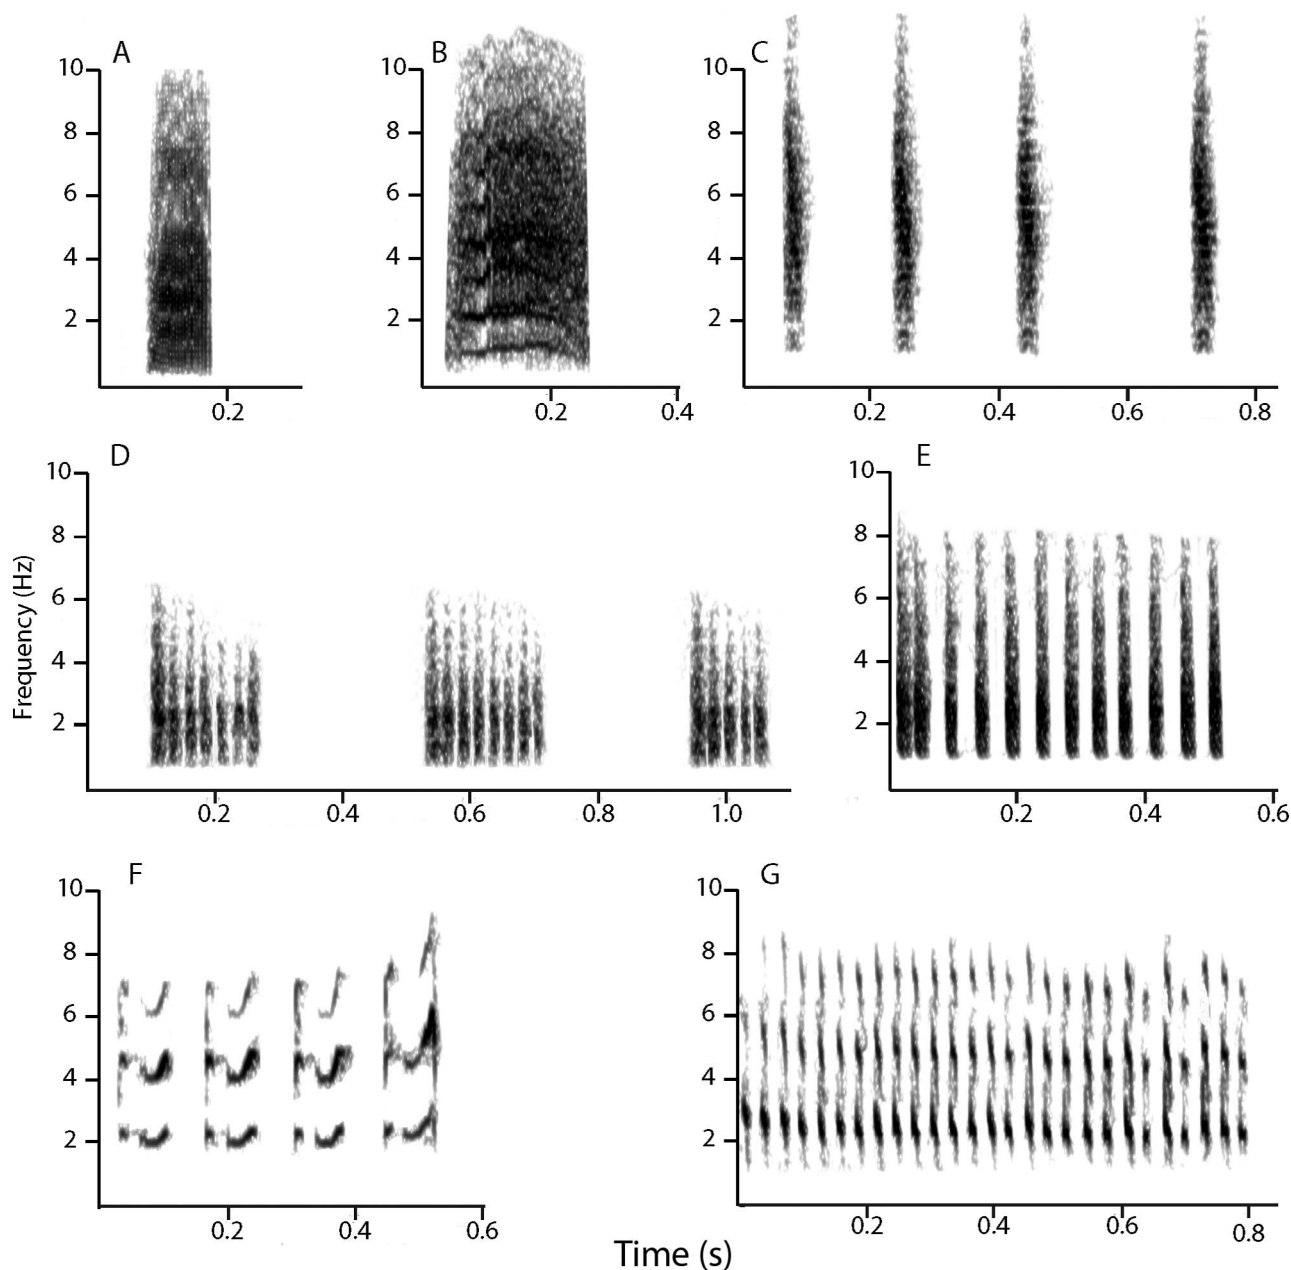 A B C
10 10 10
8 8 8
6 6 6
4 4 4
2 2 2
0.2 0.2 0.4 0.2 0.4 0.6 0.8
D E
10 10
8 8
6 6
4 4
2 2
0.2 0.4 0.6 0.8 1.0 0.2 0.4 0.6
Frequency (Hz)
F G
10 10
8 8
6 6
4 4
2 2
0.2 0.4 0.6 0.2 0.4 0.6 0.8
Time (s)